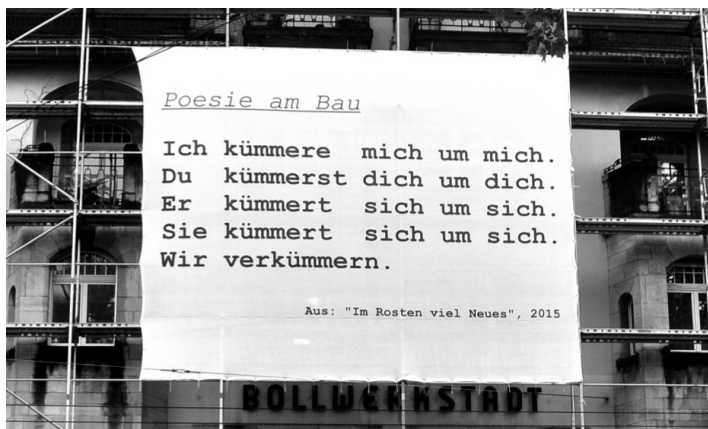 Poesie am Bau
Ich kümmere mich um mich.
Du kümmerst dich um dich.
Er kümmert sich um sich.
Sie kümmert sich um sich.
Wir verkümmern.
Aus: "Im Rosten viel Neues", 2015
BOLLWERKSTADT